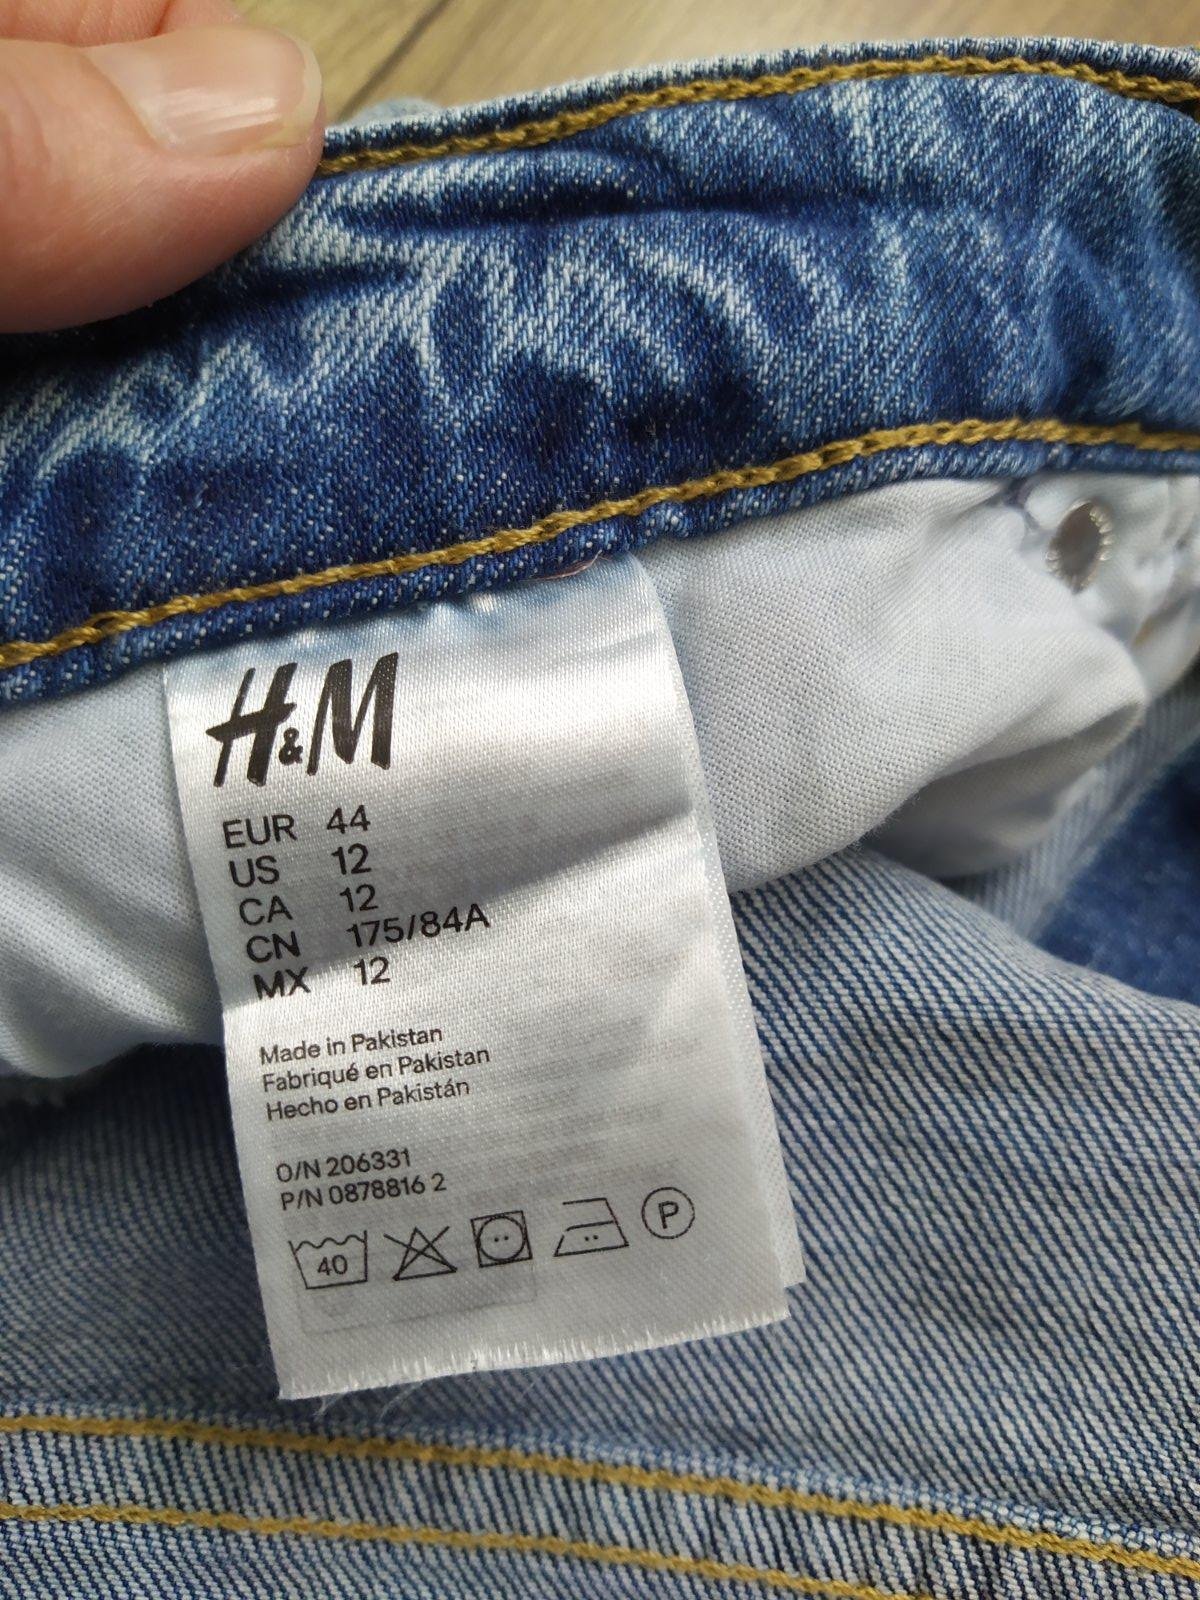 H&M
EUR 44
US 12
CA 12
CN 175/84A
MX 12
Made in Pakistan
Fabriqué en Pakistan
Hecho en Pakistán
O/N 206331
P/N 0878816 2
40 P